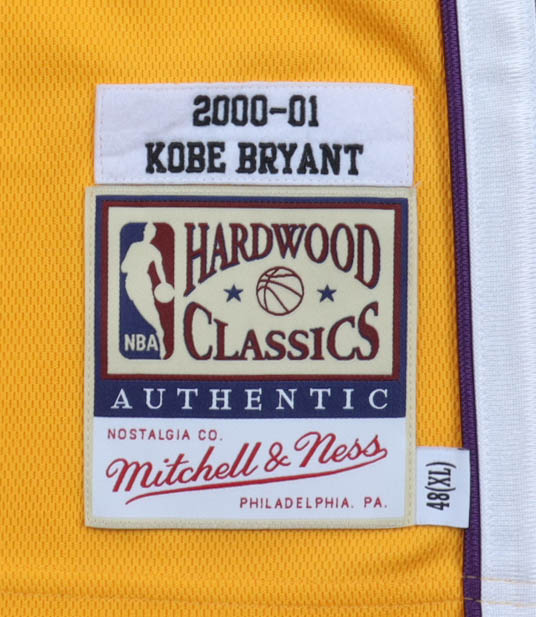 2000-01
KOBE BRYANT
HARDWOOD
NBA
CLASSICS
AUTHENTIC
NOSTALGIA CO.
Mitchell & Ness
PHILADELPHIA. PA.
48(XL)